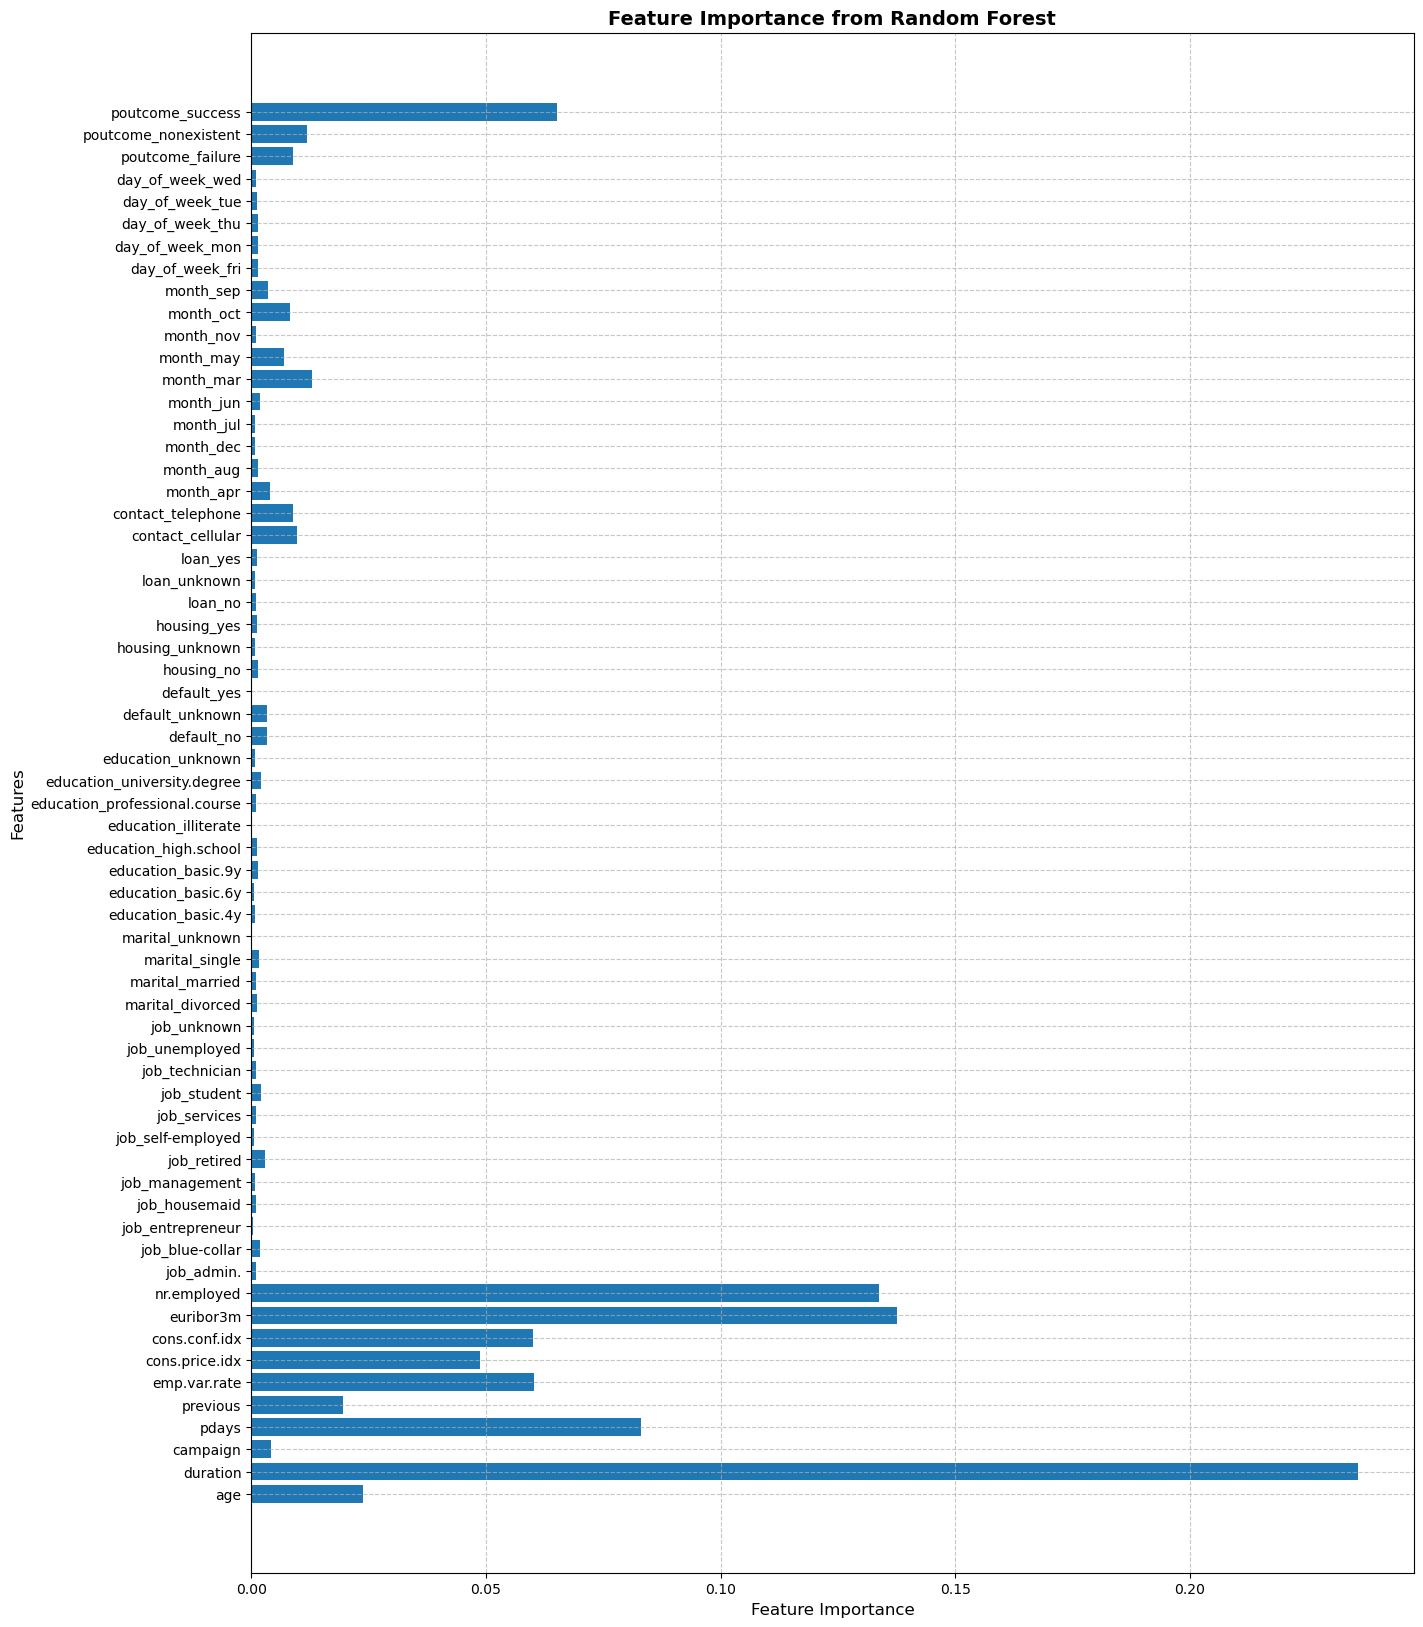 Feature Importance from Random Forest
poutcome_success
poutcome_nonexistent
poutcome_failure
day_of_week_wed
day_of_week_tue
day_of_week_thu
day_of_week_mon
day_of_week_fri
month_sep
month_oct
month_nov
month_may
month_mar
month_jun
month_jul
month_dec
month_aug
month_apr
contact_telephone
contact_cellular
loan_yes
loan_unknown
loan_no
housing_yes
housing_unknown
housing_no
default_yes
default_unknown
default_no
education_unknown
education_university.degree
education_professional.course
education_illiterate
education_high.school
education_basic.9y
education_basic.6y
education_basic.4y
marital_unknown
marital_single
marital_married
marital_divorced
job_unknown
job_unemployed
job_technician
job_student
job_services
job_self-employed
job_retired
job_management
job_housemaid
job_entrepreneur
job_blue-collar
job_admin.
nr.employed
euribor3m
cons.conf.idx
cons.price.idx
emp.var.rate
previous
pdays
campaign
duration
age
Features
0.00 0.05 0.10 0.15 0.20
Feature Importance